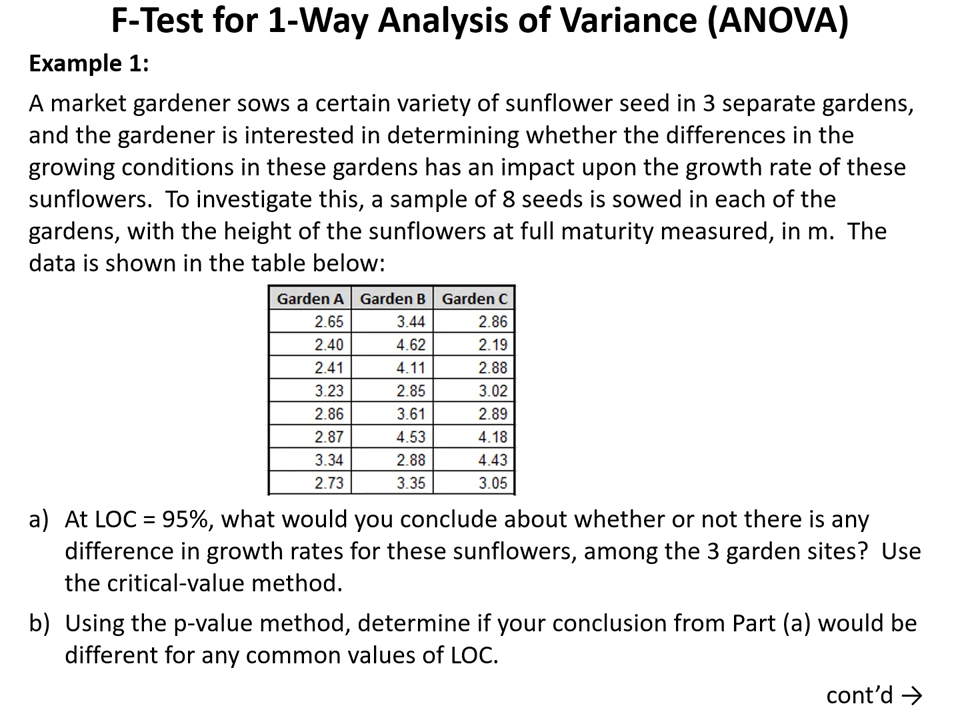 F-Test for 1-Way Analysis of Variance (ANOVA)
Example 1:
A market gardener sows a certain variety of sunflower seed in 3 separate gardens,
and the gardener is interested in determining whether the differences in the
growing conditions in these gardens has an impact upon the growth rate of these
sunflowers.  To investigate this, a sample of 8 seeds is sowed in each of the
gardens, with the height of the sunflowers at full maturity measured, in m.  The
data is shown in the table below:
Garden A Garden B Garden C
2.65 3.44 2.86
2.40 4.62 2.19
2.41 4.11 2.88
3.23 2.85 3.02
2.86 3.61 2.89
2.87 4.53 4.18
3.34 2.88 4.43
2.73 3.35 3.05
a) At LOC = 95%, what would you conclude about whether or not there is any
difference in growth rates for these sunflowers, among the 3 garden sites?  Use
the critical-value method.
b) Using the p-value method, determine if your conclusion from Part (a) would be
different for any common values of LOC.
cont'd →